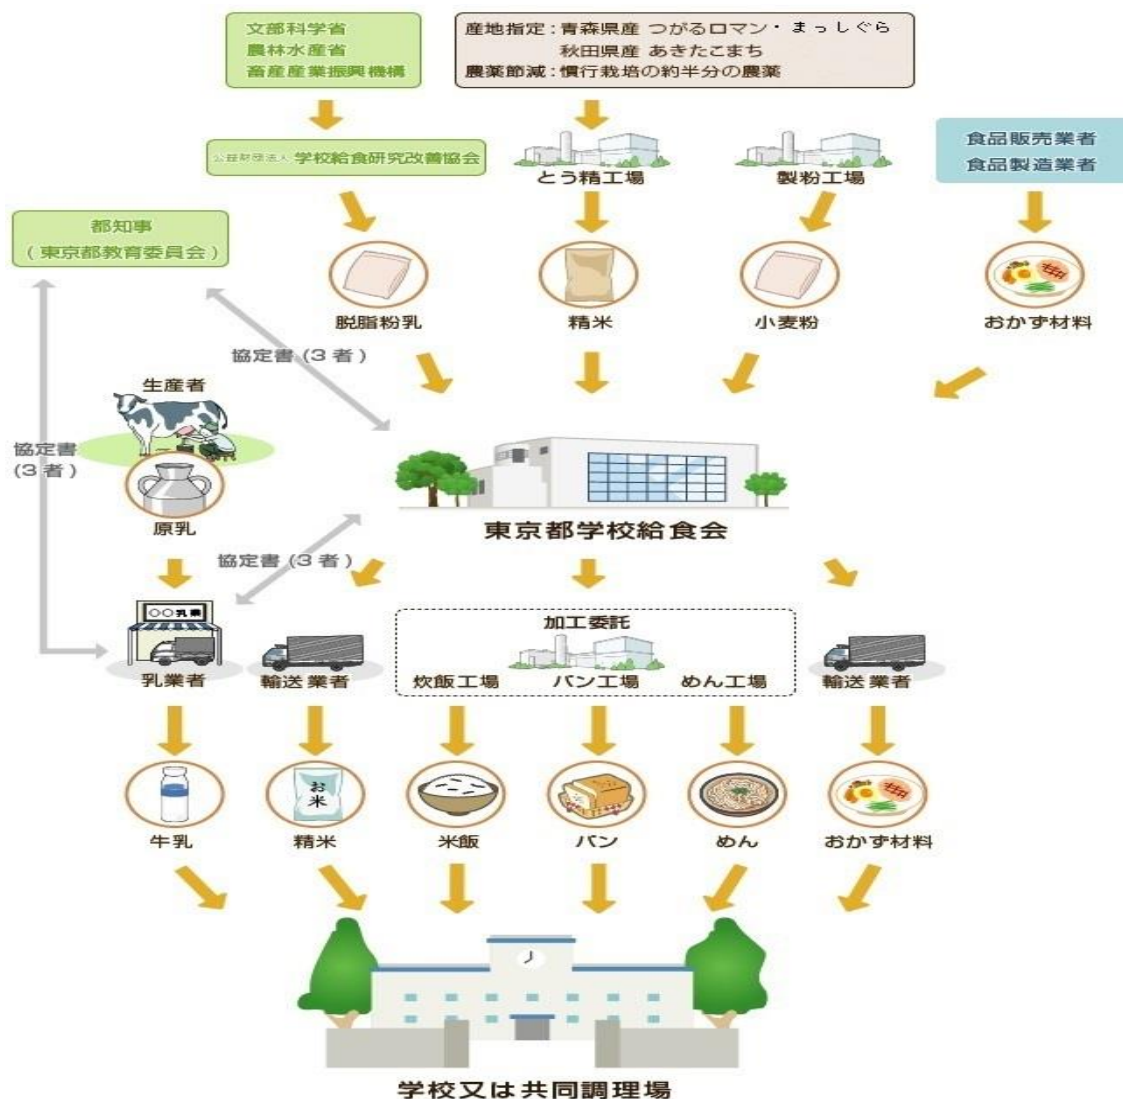 文部科学省
農林水産省
畜産産業振興機構
産地指定：青森県産 つがるロマン・まっしぐら
秋田県産 あきたこまち
農薬節減：慣行栽培の約半分の農薬
公益財団法人 学校給食研究改善協会
とう精工場
製粉工場
食品販売業者
食品製造業者
都知事
(東京都教育委員会)
脱脂粉乳
精米
小麦粉
おかず材料
協定書(3者)
生産者
協定書
(3者)
原乳
東京都学校給食会
協定書(3者)
〇〇乳業
加工委託
乳業者
輸送業者
炊飯工場
パン工場
めん工場
輸送業者
お
米
牛乳
精米
米飯
パン
めん
おかず材料
学校又は共同調理場